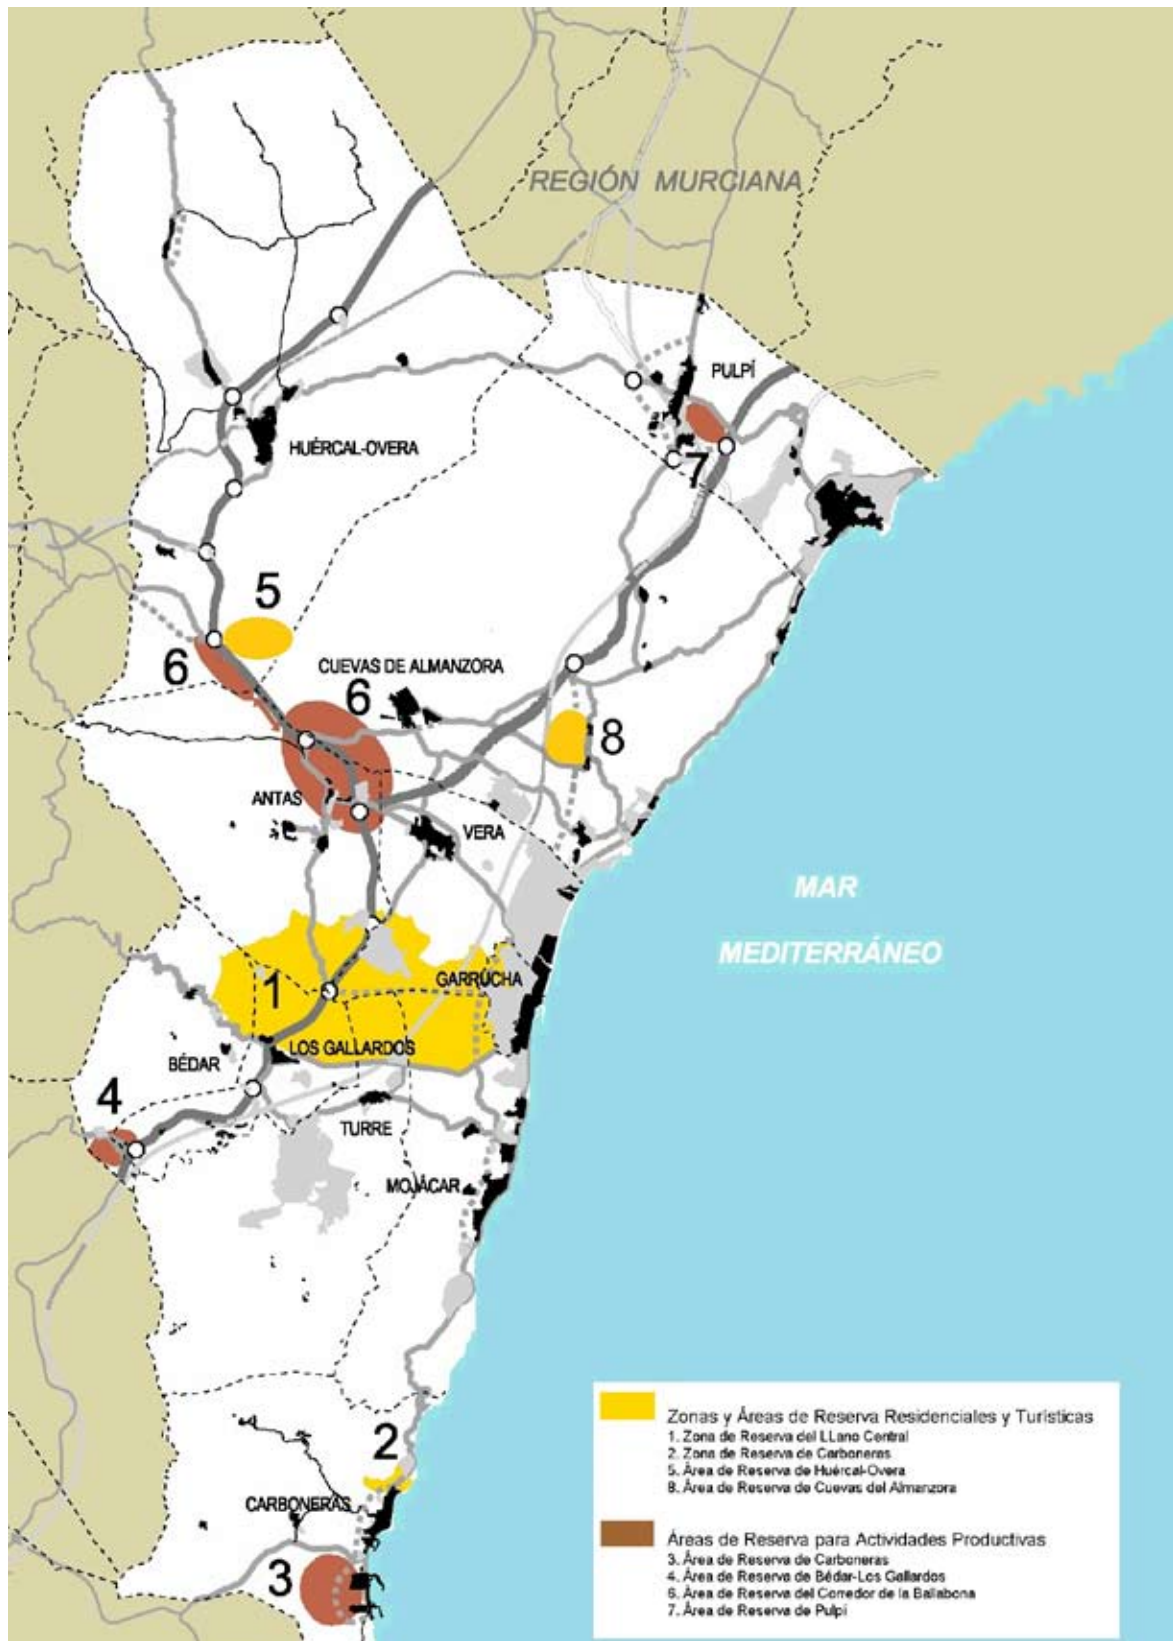 REGIÓN MURCIANA
PULPÍ
HUÉRCAL-OVERA
7
5
6
CUEVAS DE ALMANZORA
6
8
ANTAS
VERA
MAR
MEDITERRÁNEO
1
GARRUCHA
LOS GALLARDOS
BÉDAR
4
TURRE
MOJÁCAR
2
CARBONERAS
3
Zonas y Áreas de Reserva Residenciales y Turísticas
1. Zona de Reserva del LLano Central
2. Zona de Reserva de Carboneras
5. Área de Reserva de Huércal-Overa
8. Área de Reserva de Cuevas del Almanzora
Áreas de Reserva para Actividades Productivas
3. Área de Reserva de Carboneras
4. Área de Reserva de Bédar-Los Gallardos
6. Área de Reserva del Corredor de la Ballabona
7. Área de Reserva de Pulpí